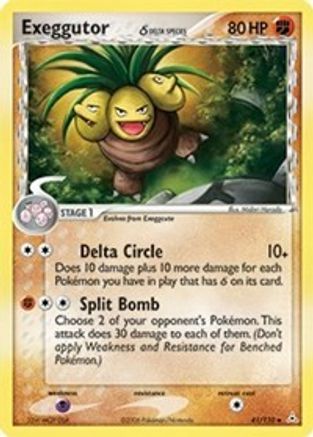 Exeggutor δ DELTA SPECIES 80 HP
Illus. Midori Harada
STAGE 1
Evolves from Exeggcute
Delta Circle 10+
Does 10 damage plus 10 more damage for each
Pokémon you have in play that has δ on its card.
Split Bomb
Choose 2 of your opponent's Pokémon. This
attack does 30 damage to each of them. (Don't
apply Weakness and Resistance for Benched
Pokémon.)
weakness resistance retreat cost
©2006 Pokémon/Nintendo 41/110